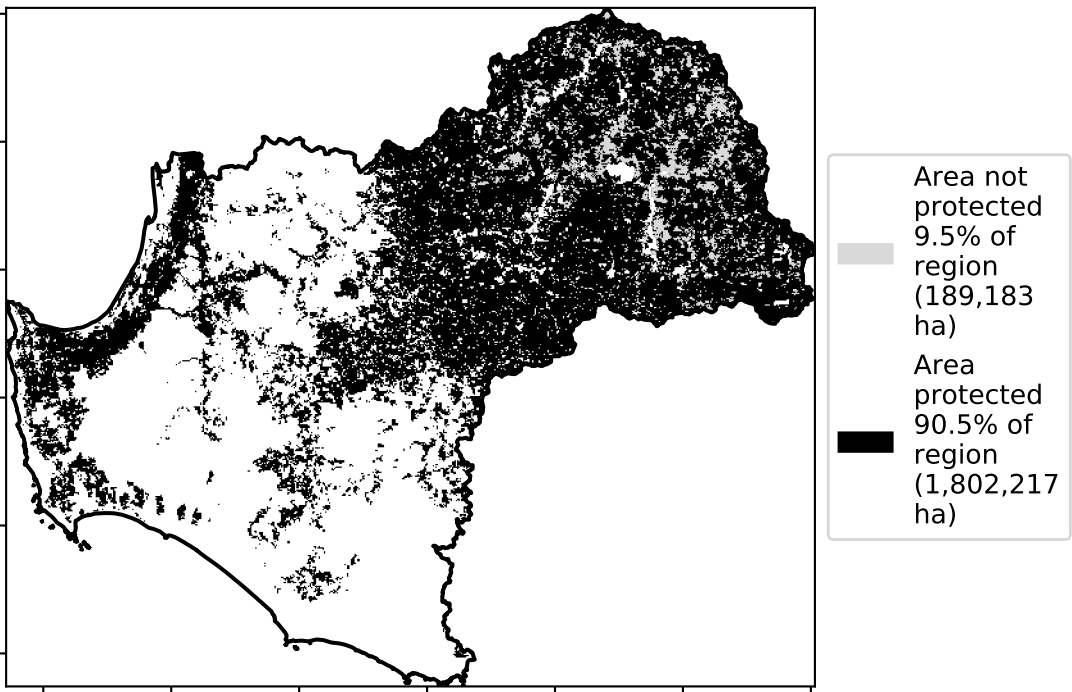 Area not
protected
9.5% of
region
(189,183
ha)
Area
protected
90.5% of
region
(1,802,217
ha)